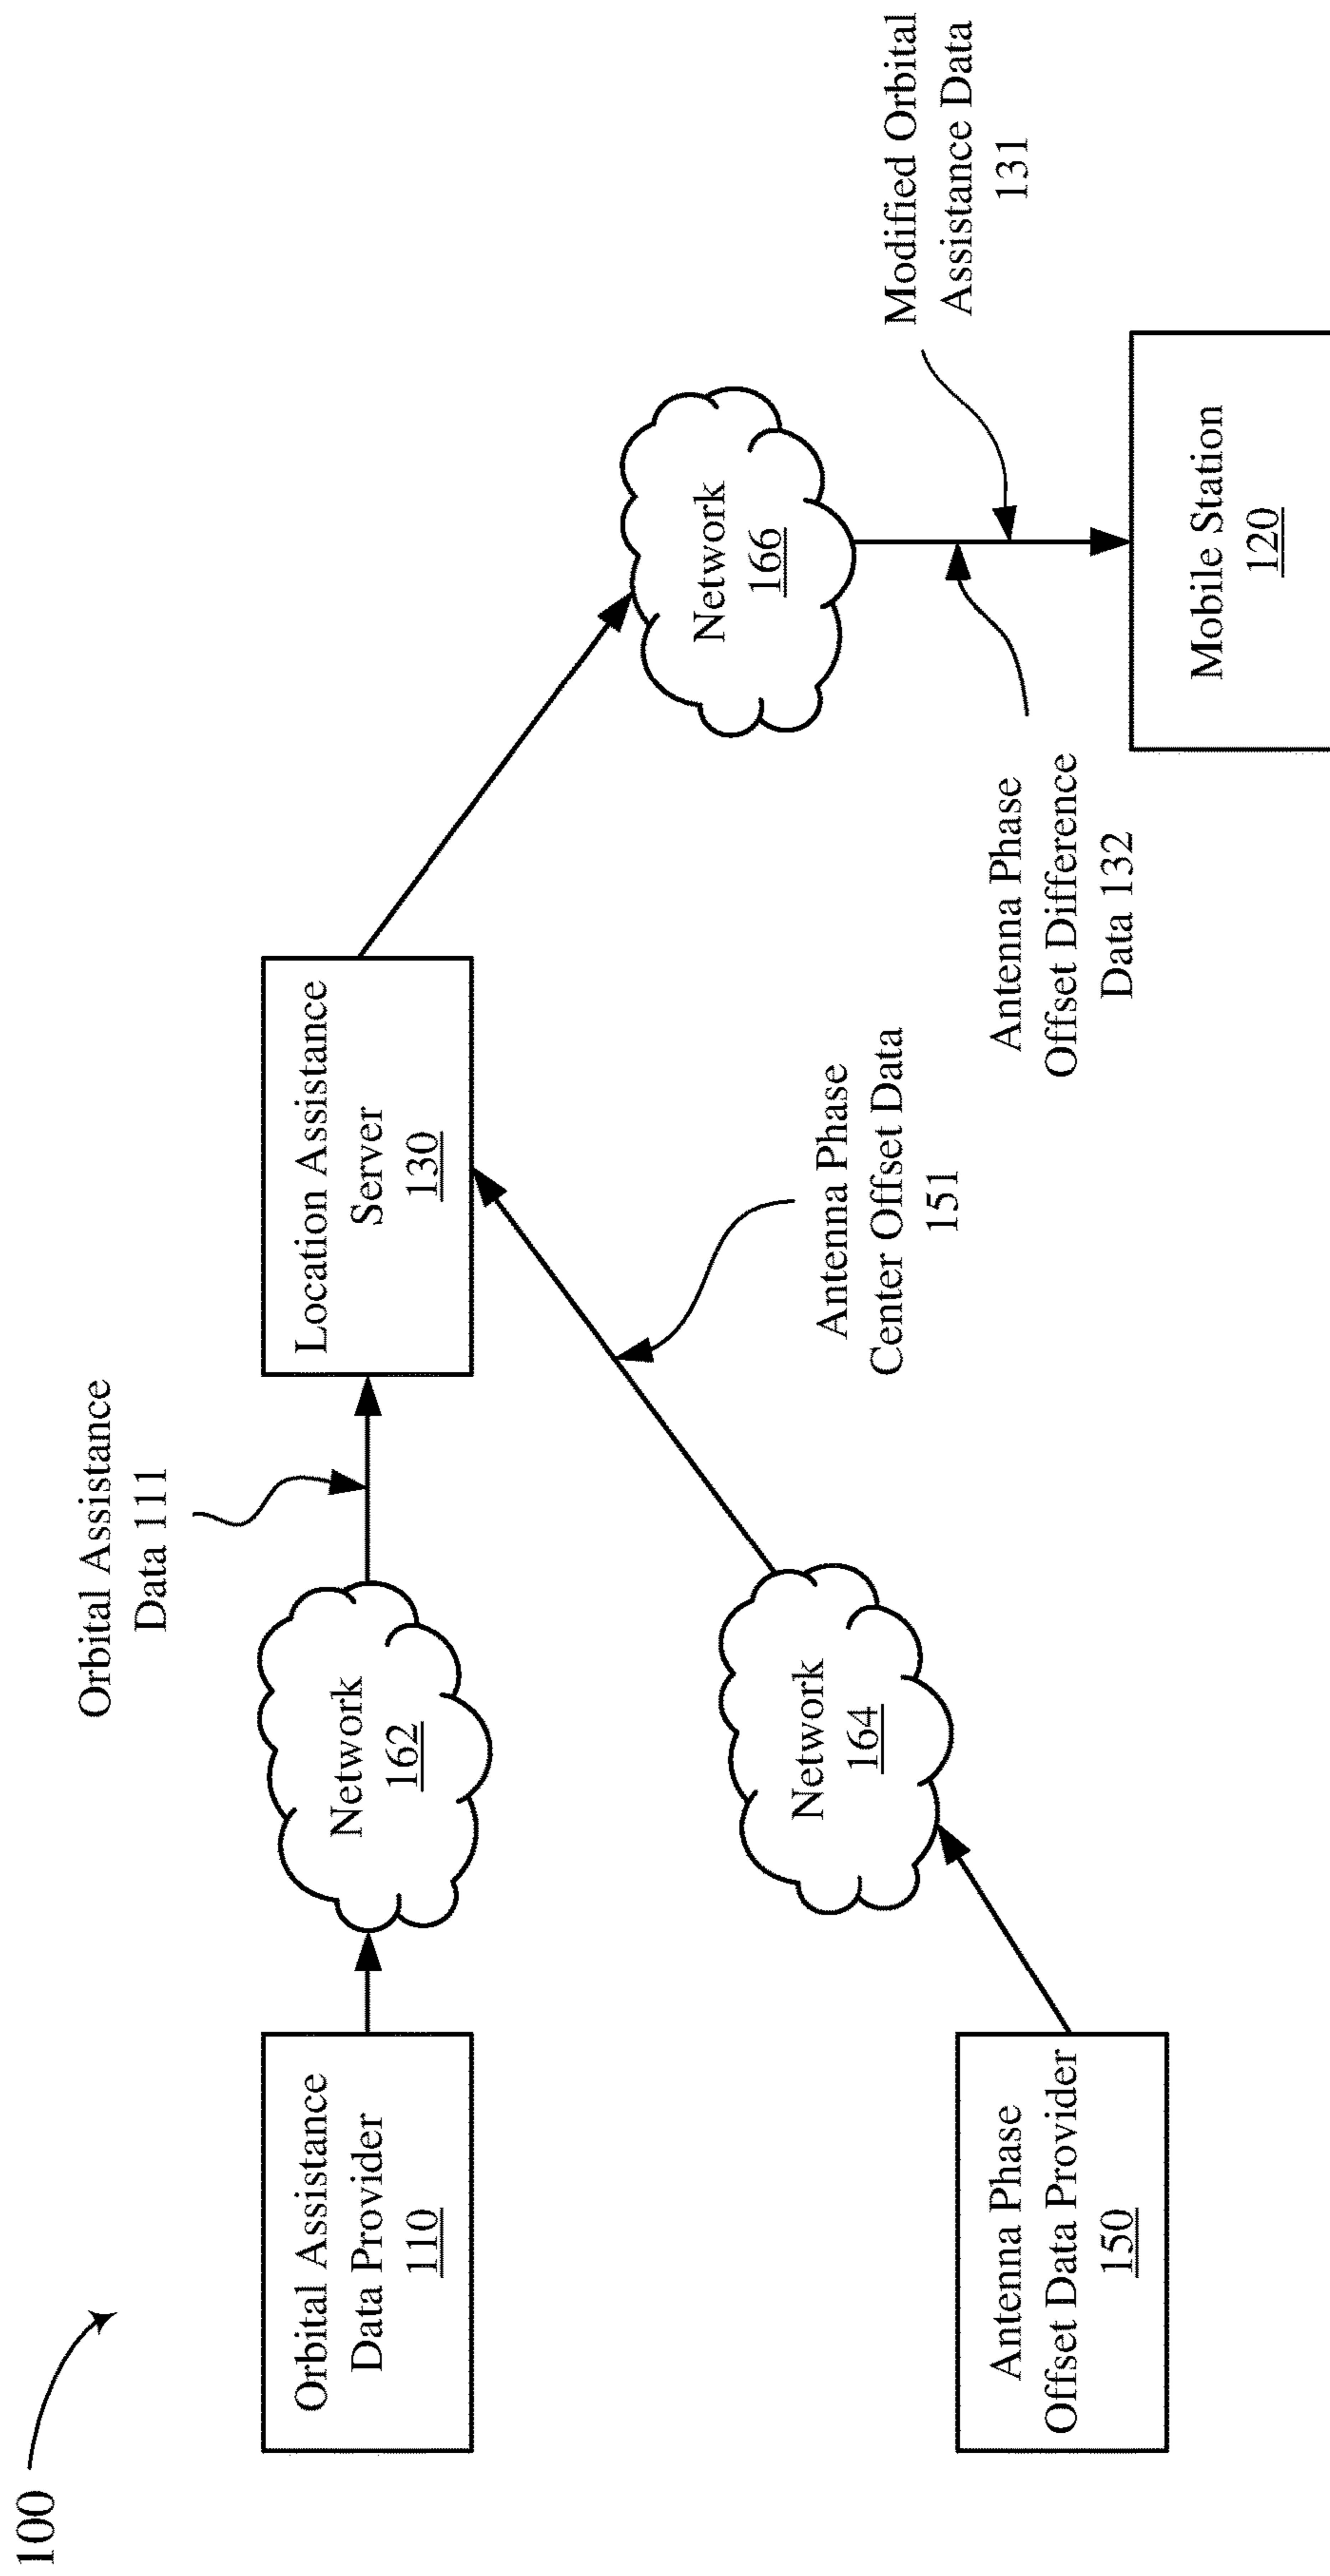 100
Orbital Assistance
Data Provider
110
Network
162
Orbital Assistance
Data 111
Location Assistance
Server
130
Antenna Phase
Offset Data Provider
150
Network
164
Antenna Phase
Center Offset Data
151
Network
166
Modified Orbital
Assistance Data
131
Antenna Phase
Offset Difference
Data 132
Mobile Station
120